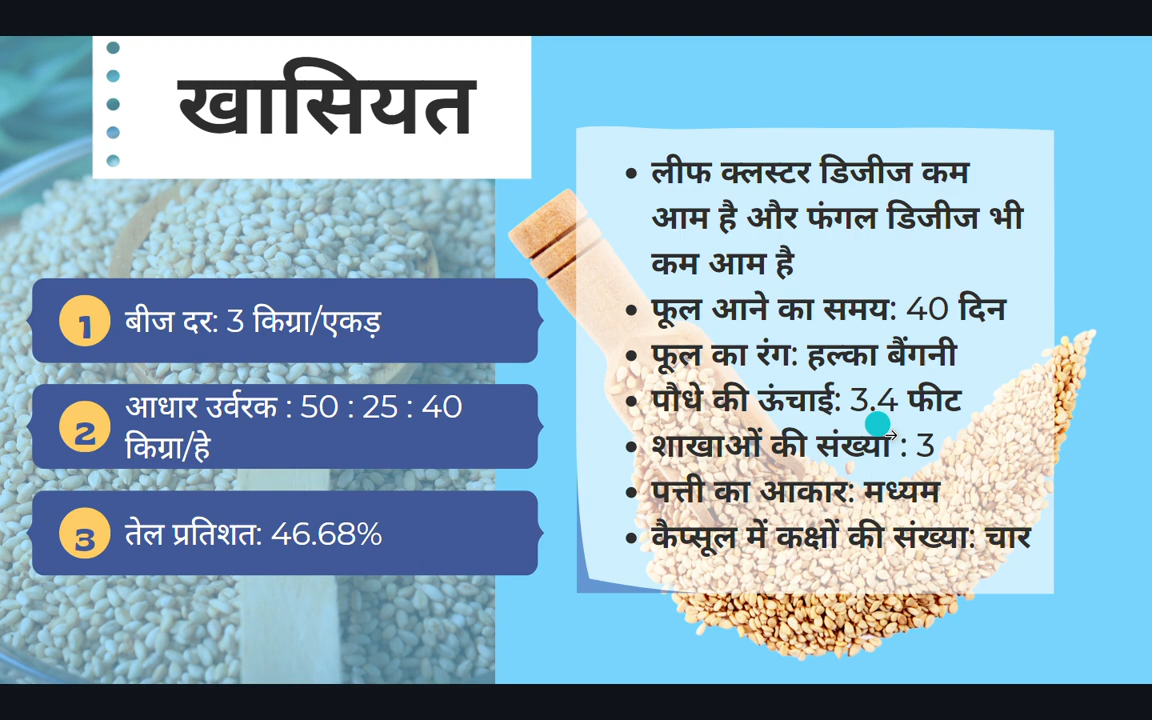 खासियत
1
बीज दर: 3 किग्रा/एकड़
2
आधार उर्वरक : 50 : 25 : 40
किग्रा/हे
3
तेल प्रतिशत: 46.68%
• लीफ क्लस्टर डिजीज कम
आम है और फंगल डिजीज भी
कम आम है
• फूल आने का समय: 40 दिन
• फूल का रंग: हल्का बैंगनी
• पौधे की ऊंचाई: 3.4 फीट
• शाखाओं की संख्या : 3
• पत्ती का आकार: मध्यम
• कैप्सूल में कक्षों की संख्या: चार